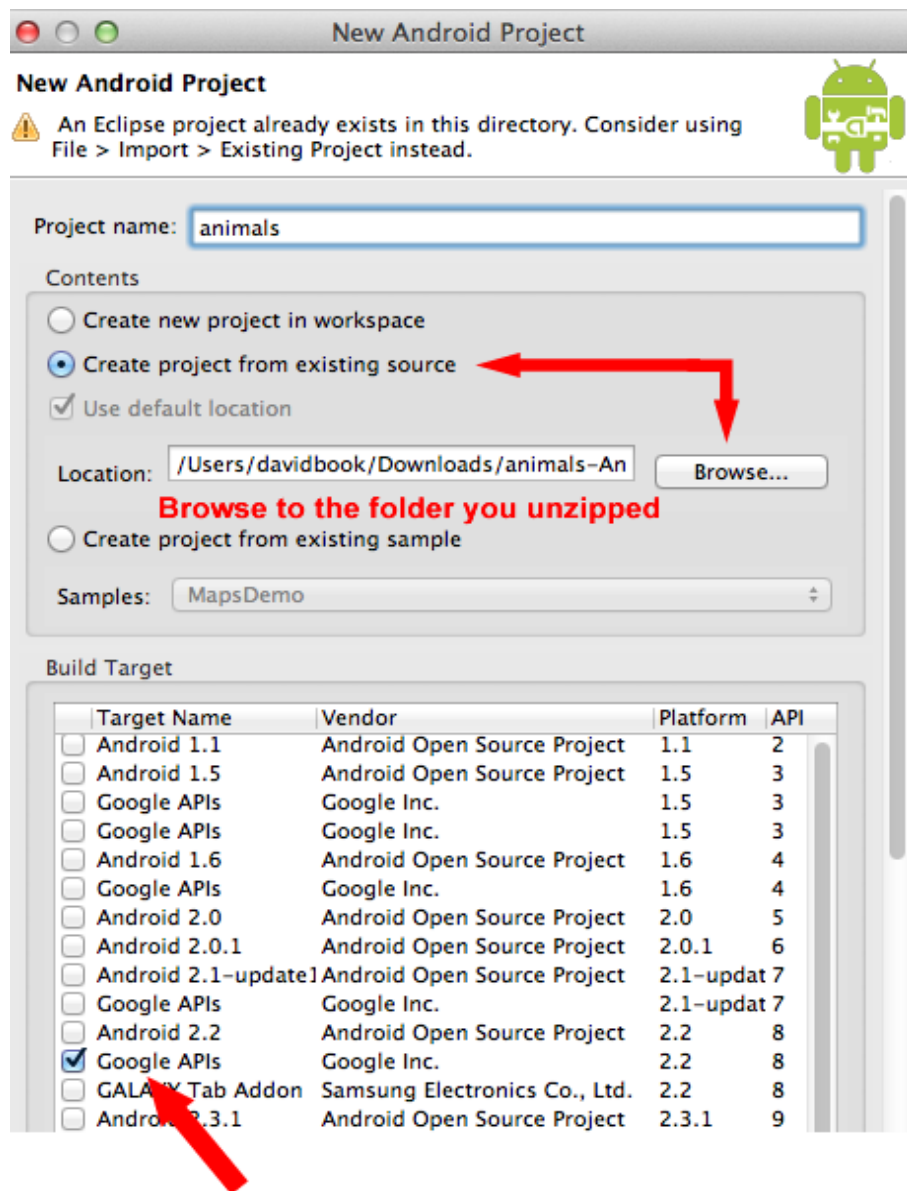 New Android Project
New Android Project
An Eclipse project already exists in this directory. Consider using
File > Import > Existing Project instead.
Project name: animals
Contents
Create new project in workspace
Create project from existing source
Use default location
Location: /Users/davidbook/Downloads/animals-An Browse...
Browse to the folder you unzipped
Create project from existing sample
Samples: MapsDemo
Build Target
Target Name Vendor Platform API
Android 1.1 Android Open Source Project 1.1 2
Android 1.5 Android Open Source Project 1.5 3
Google APIs Google Inc. 1.5 3
Google APIs Google Inc. 1.5 3
Android 1.6 Android Open Source Project 1.6 4
Google APIs Google Inc. 1.6 4
Android 2.0 Android Open Source Project 2.0 5
Android 2.0.1 Android Open Source Project 2.0.1 6
Android 2.1-update1 Android Open Source Project 2.1-updat 7
Google APIs Google Inc. 2.1-updat 7
Android 2.2 Android Open Source Project 2.2 8
Google APIs Google Inc. 2.2 8
GALAXY Tab Addon Samsung Electronics Co., Ltd. 2.2 8
Android 2.3.1 Android Open Source Project 2.3.1 9